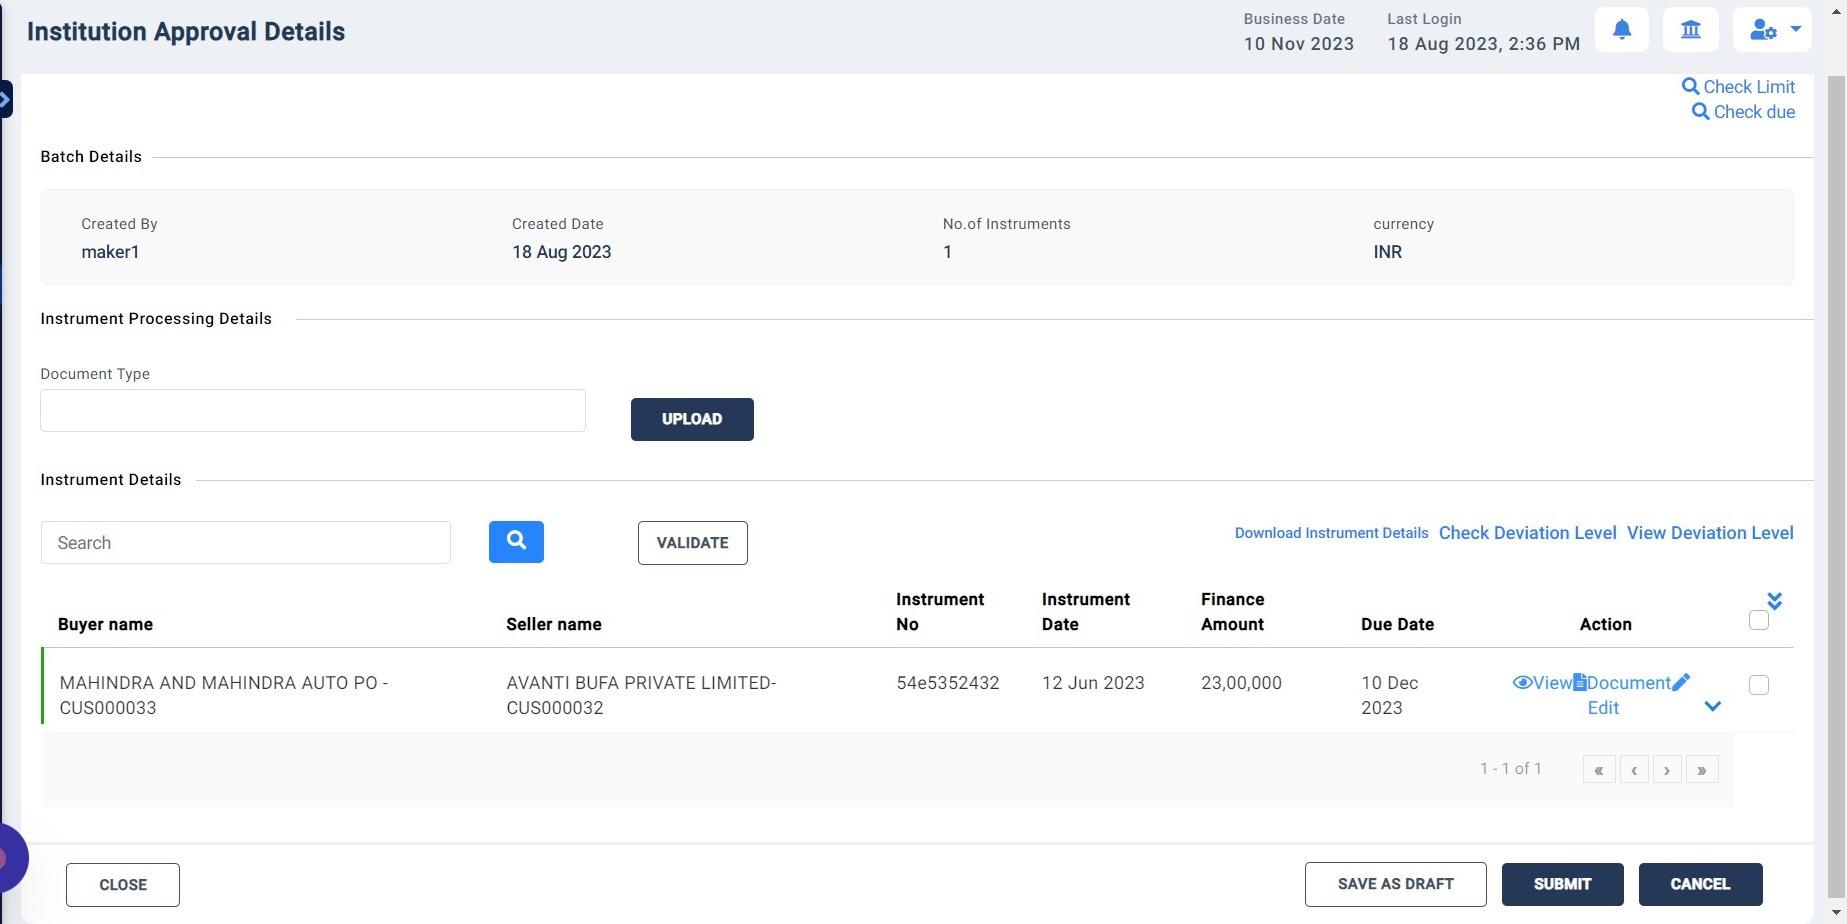 Institution Approval Details
Business Date
10 Nov 2023
Last Login
18 Aug 2023, 2:36 PM
Check Limit
Check due
Batch Details
Created By
maker1
Created Date
18 Aug 2023
No.of Instruments
1
currency
INR
Instrument Processing Details
Document Type
UPLOAD
Instrument Details
Search
VALIDATE
Download Instrument Details Check Deviation Level View Deviation Level
Buyer name
Seller name
Instrument
No
Instrument
Date
Finance
Amount
Due Date
Action
MAHINDRA AND MAHINDRA AUTO PO -
CUS000033
AVANTI BUFA PRIVATE LIMITED-
CUS000032
54e5352432
12 Jun 2023
23,00,000
10 Dec
2023
View Document
Edit
1 - 1 of 1
« ‹ › »
CLOSE
SAVE AS DRAFT
SUBMIT
CANCEL